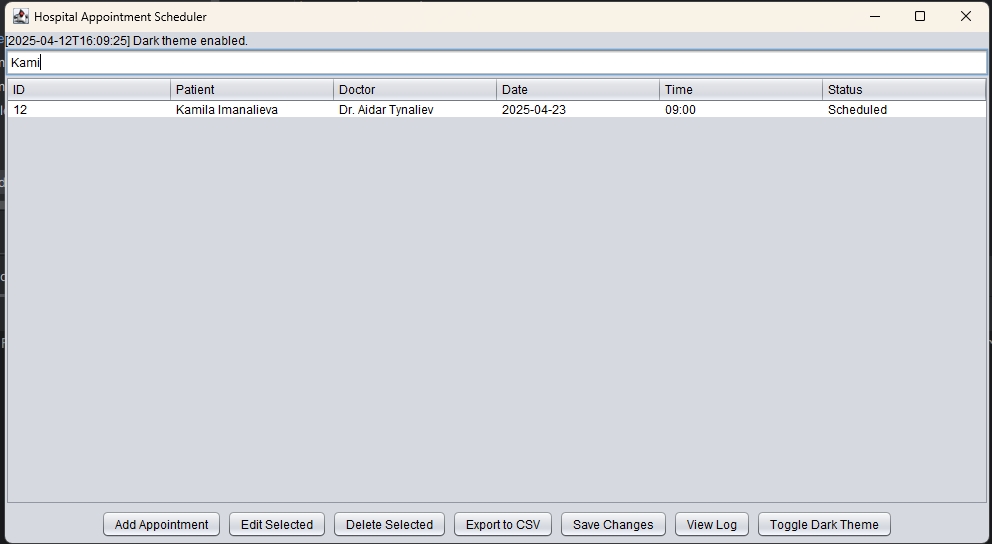 Hospital Appointment Scheduler
[2025-04-12T16:09:25] Dark theme enabled.
Kami
ID Patient Doctor Date Time Status
12 Kamila Imanalieva Dr. Aidar Tynaliev 2025-04-23 09:00 Scheduled
Add Appointment Edit Selected Delete Selected Export to CSV Save Changes View Log Toggle Dark Theme